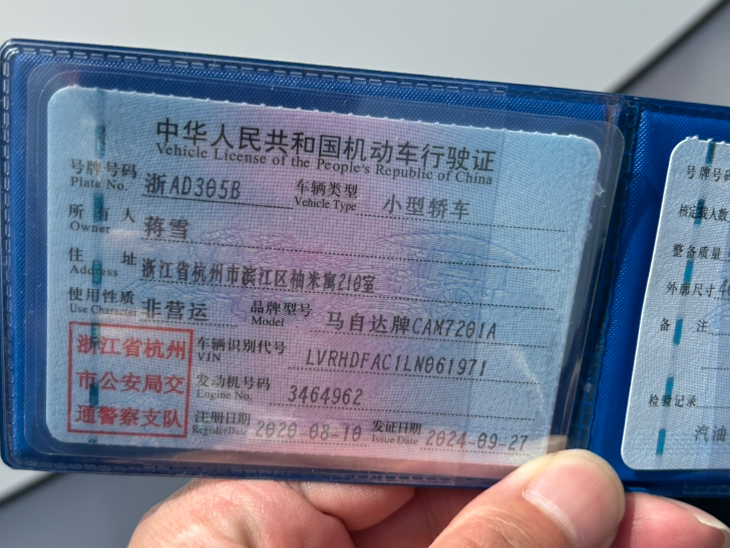 中华人民共和国机动车行驶证
Vehicle License of the People's Republic of China
号牌号码 浙AD305B 车辆类型 小型轿车
Plate No. Vehicle Type
所有人 蒋雪
Owner
住址 浙江省杭州市滨江区柚米寓210室
Address
使用性质 非营运 品牌型号 马自达牌CAM7201A
Use Character Model
浙江省杭州
市公安局交
通警察支队
车辆识别代号 LVRHDFAC1LN061971
VIN
发动机号码 3464962
Engine No.
注册日期 2020-08-10 发证日期 2024-09-27
Register Date Issue Date
号牌号码
核定载人数
整备质量
外廓尺寸
备注
检验记录
汽油